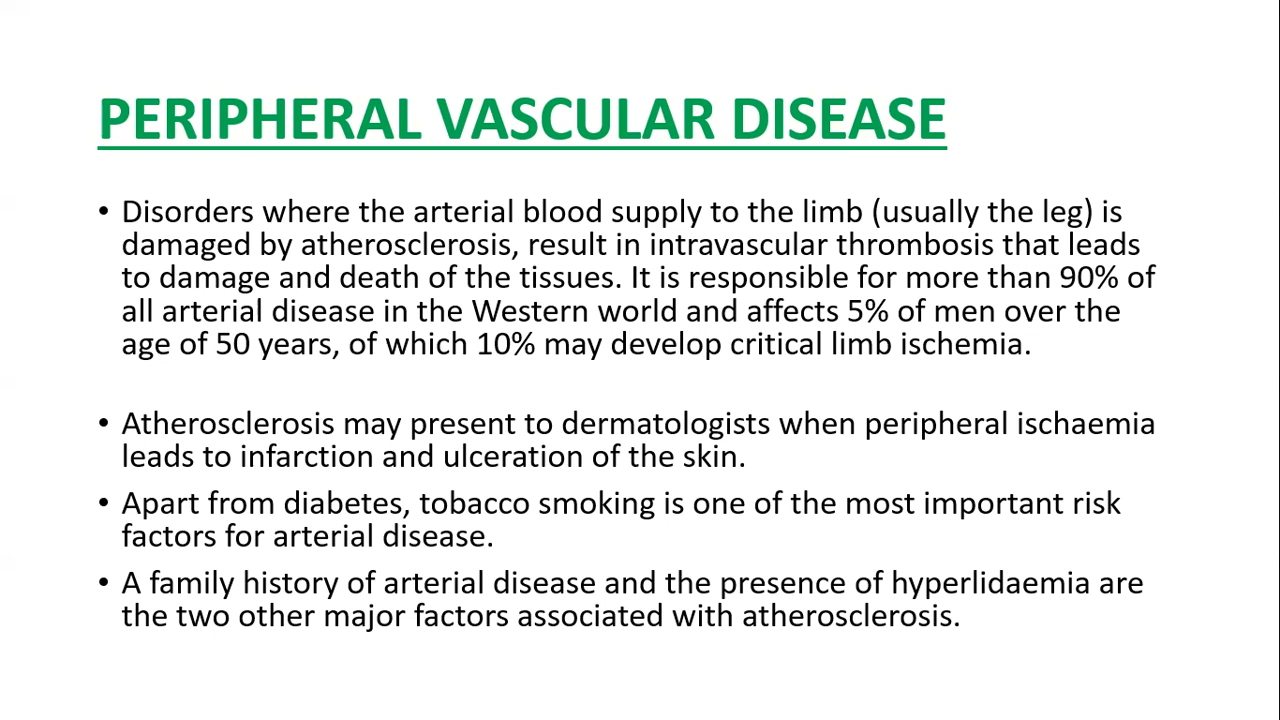 PERIPHERAL VASCULAR DISEASE
• Disorders where the arterial blood supply to the limb (usually the leg) is
damaged by atherosclerosis, result in intravascular thrombosis that leads
to damage and death of the tissues. It is responsible for more than 90% of
all arterial disease in the Western world and affects 5% of men over the
age of 50 years, of which 10% may develop critical limb ischemia.
• Atherosclerosis may present to dermatologists when peripheral ischaemia
leads to infarction and ulceration of the skin.
• Apart from diabetes, tobacco smoking is one of the most important risk
factors for arterial disease.
• A family history of arterial disease and the presence of hyperlidaemia are
the two other major factors associated with atherosclerosis.